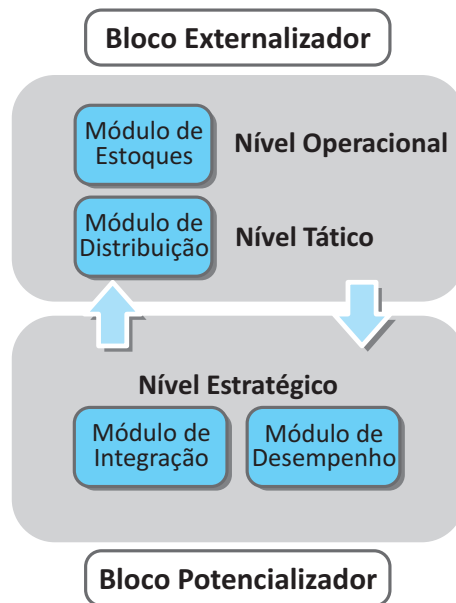 Bloco Externalizador
Módulo de
Estoques
Nível Operacional
Módulo de
Distribuição
Nível Tático
Nível Estratégico
Módulo de
Integração
Módulo de
Desempenho
Bloco Potencializador